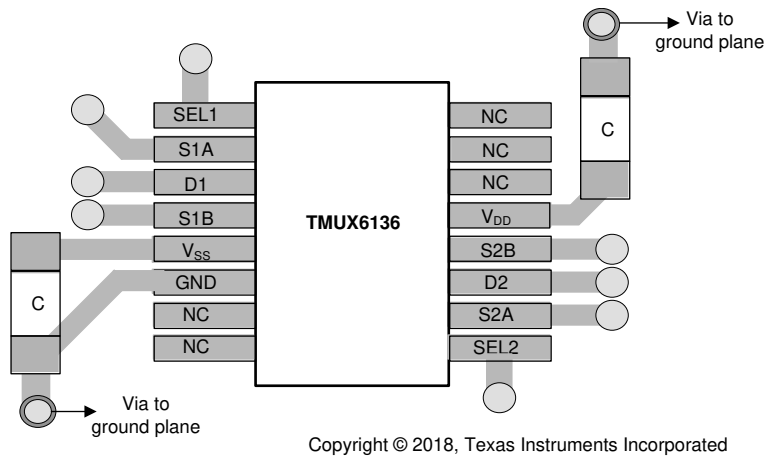 Via to
ground plane
SEL1
S1A
D1
S1B
VSS
GND
NC
NC
C
Via to
ground plane
TMUX6136
NC
NC
NC
VDD
S2B
D2
S2A
SEL2
C
Copyright © 2018, Texas Instruments Incorporated